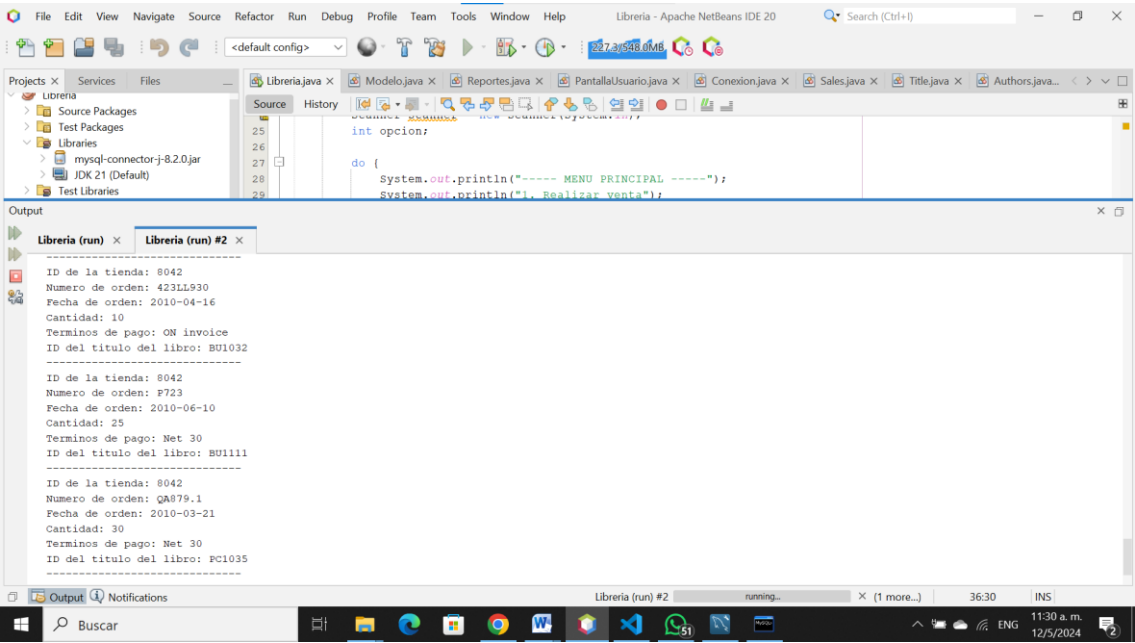 File Edit View Navigate Source Refactor Run Debug Profile Team Tools Window Help Libreria - Apache NetBeans IDE 20 Search (Ctrl+I)
<default config> 227.3/548.0MB
Projects Services Files
Libreria.java Modelo.java Reportes.java PantallaUsuario.java Conexion.java Sales.java Title.java Authors.java...
Libreria
Source Packages
Test Packages
Libraries
mysql-connector-j-8.2.0.jar
JDK 21 (Default)
Test Libraries
Source History
Scanner scanner = new Scanner(System.in);
25 int opcion;
26
27 do {
28 System.out.println("----- MENU PRINCIPAL -----");
29 System.out.println("1. Realizar venta");
Output
Libreria (run) Libreria (run) #2
------------------------------
ID de la tienda: 8042
Numero de orden: 423LL930
Fecha de orden: 2010-04-16
Cantidad: 10
Terminos de pago: ON invoice
ID del titulo del libro: BU1032
------------------------------
ID de la tienda: 8042
Numero de orden: P723
Fecha de orden: 2010-06-10
Cantidad: 25
Terminos de pago: Net 30
ID del titulo del libro: BU1111
------------------------------
ID de la tienda: 8042
Numero de orden: QA879.1
Fecha de orden: 2010-03-21
Cantidad: 30
Terminos de pago: Net 30
ID del titulo del libro: PC1035
------------------------------
Output Notifications Libreria (run) #2 running... (1 more...) 36:30 INS
Buscar 51 ENG 11:30 a. m. 2
12/5/2024